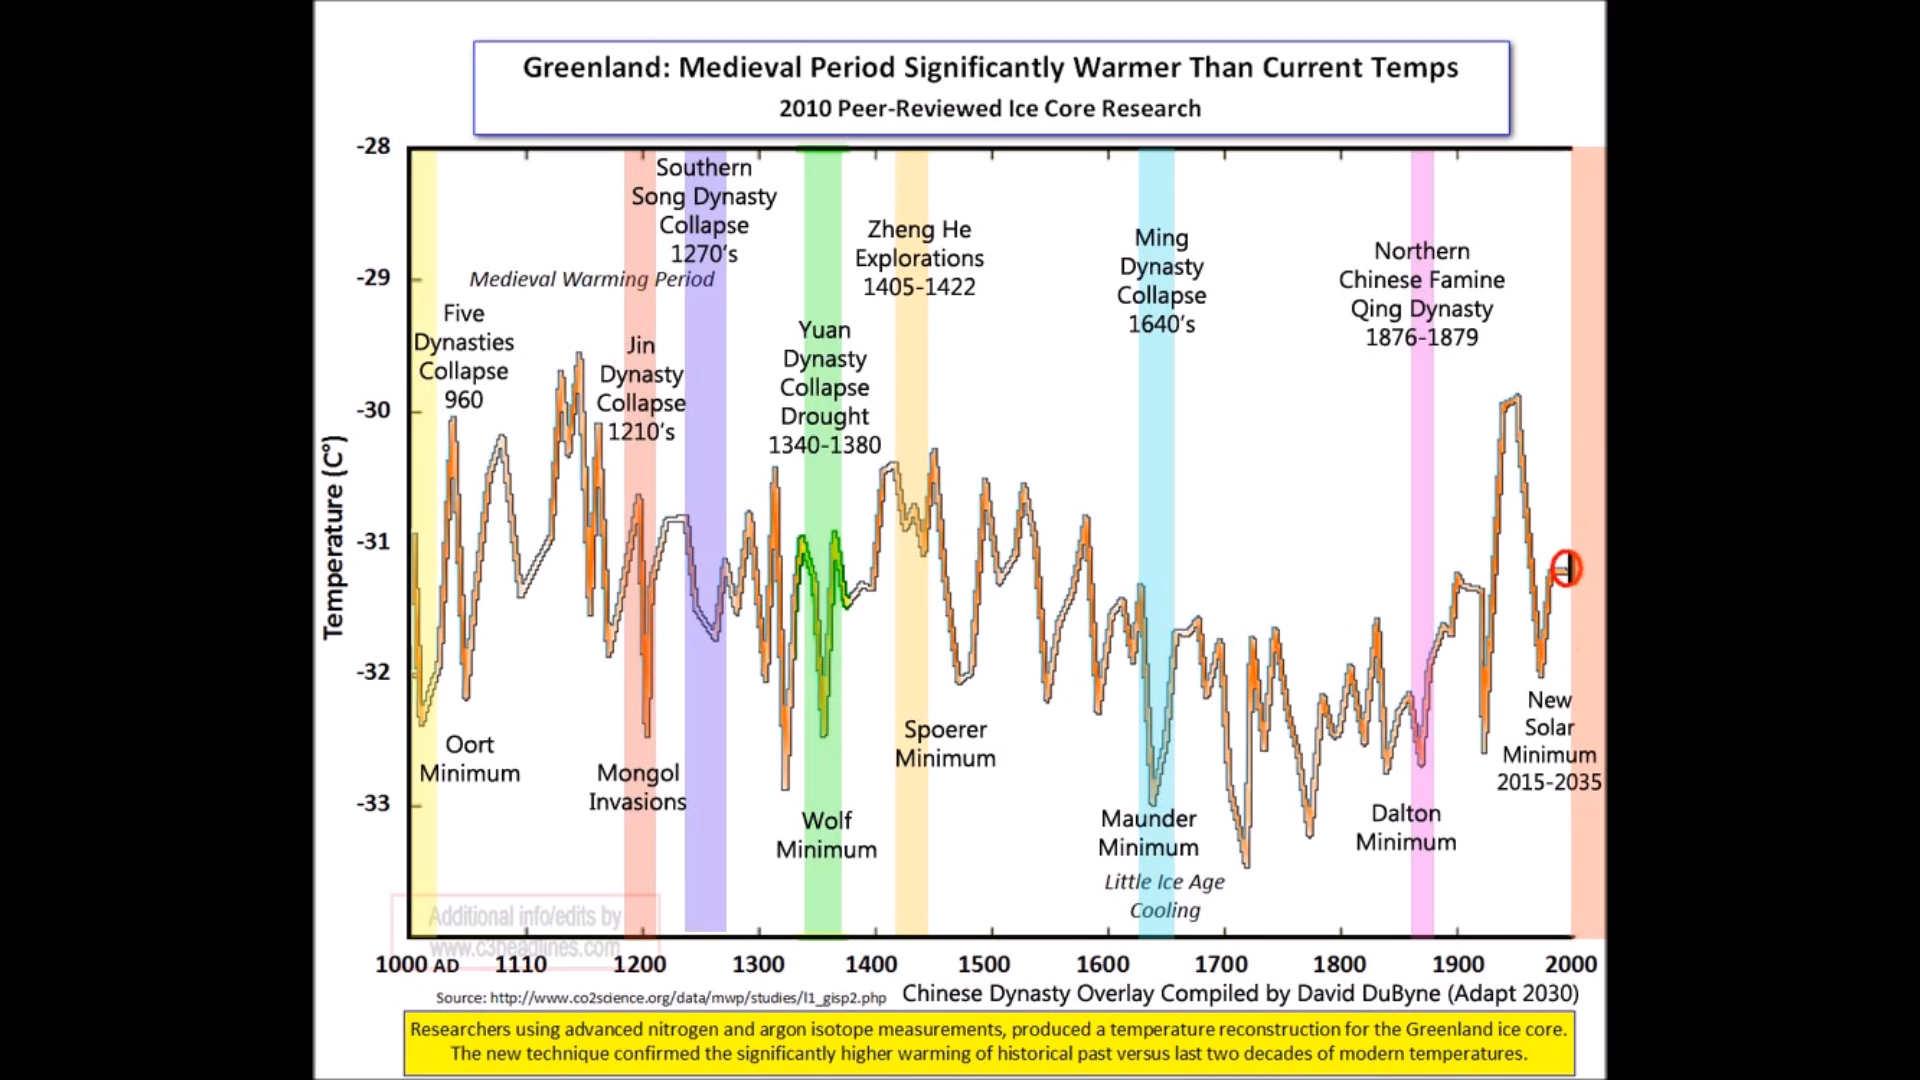 Greenland: Medieval Period Significantly Warmer Than Current Temps
2010 Peer-Reviewed Ice Core Research
-28
-29
-30
-31
-32
-33
Temperature (C°)
Southern
Song Dynasty
Collapse
1270's
Medieval Warming Period
Five
Dynasties
Collapse
960
Jin
Dynasty
Collapse
1210's
Yuan
Dynasty
Collapse
Drought
1340-1380
Zheng He
Explorations
1405-1422
Ming
Dynasty
Collapse
1640's
Northern
Chinese Famine
Qing Dynasty
1876-1879
Oort
Minimum
Mongol
Invasions
Wolf
Minimum
Spoerer
Minimum
Maunder
Minimum
Little Ice Age
Cooling
Dalton
Minimum
New
Solar
Minimum
2015-2035
Additional info/edits by
www.c3headlines.com
1000 AD 1110 1200 1300 1400 1500 1600 1700 1800 1900 2000
Source: http://www.co2science.org/data/mwp/studies/l1_gisp2.php
Chinese Dynasty Overlay Compiled by David DuByne (Adapt 2030)
Researchers using advanced nitrogen and argon isotope measurements, produced a temperature reconstruction for the Greenland ice core.
The new technique confirmed the significantly higher warming of historical past versus last two decades of modern temperatures.